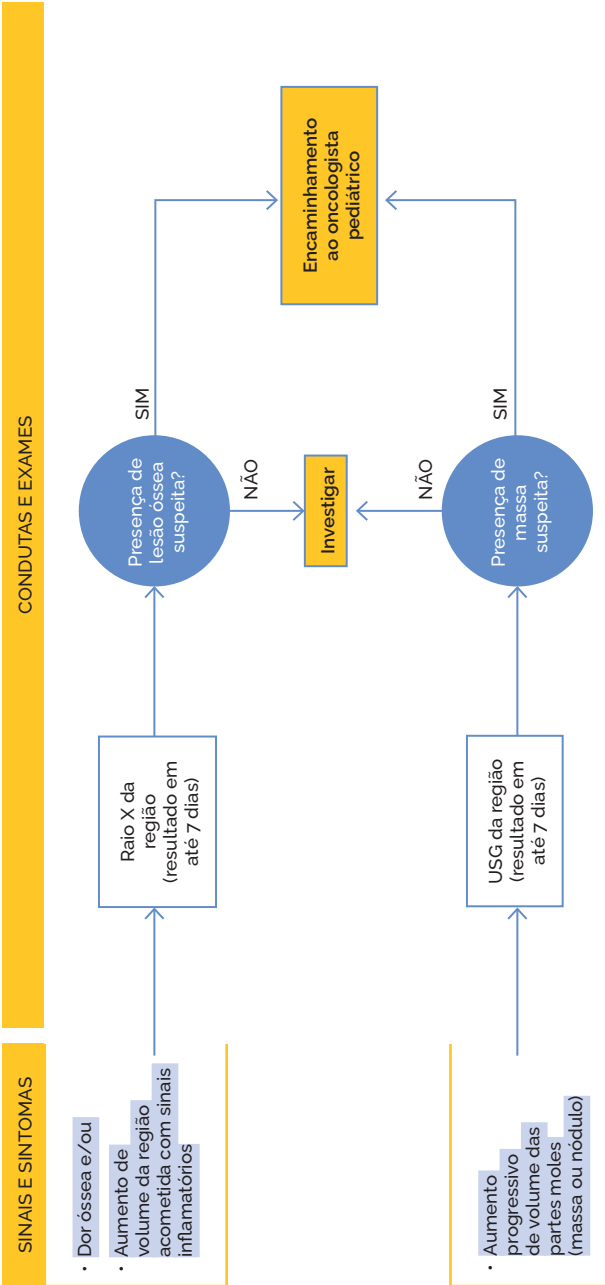 SINAIS E SINTOMAS
CONDUTAS E EXAMES
• Dor óssea e/ou
• Aumento de
volume da região
acometida com sinais
inflamatórios
Raio X da
região
(resultado em
até 7 dias)
Presença de
lesão óssea
suspeita?
SIM
NÃO
Investigar
Encaminhamento
ao oncologista
pediátrico
• Aumento
progressivo
de volume das
partes moles
(massa ou nódulo)
USG da região
(resultado em
até 7 dias)
Presença de
massa
suspeita?
NÃO
SIM